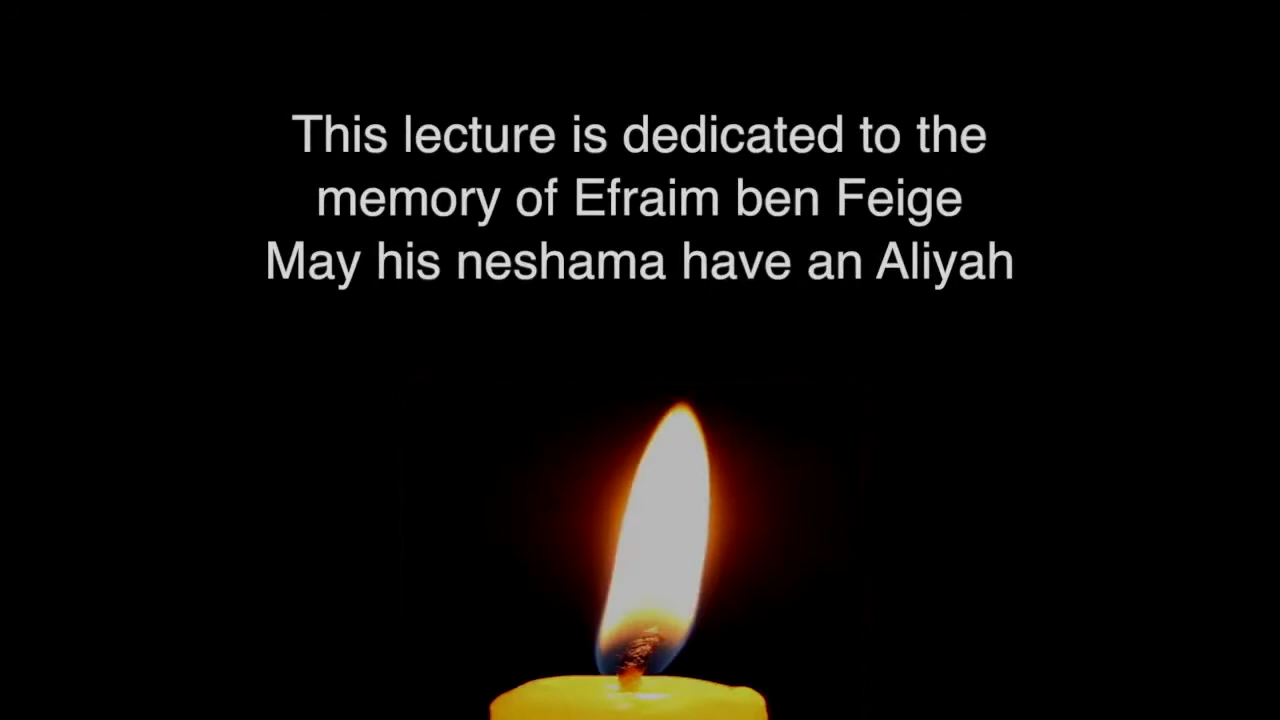 This lecture is dedicated to the
memory of Efraim ben Feige
May his neshama have an Aliyah